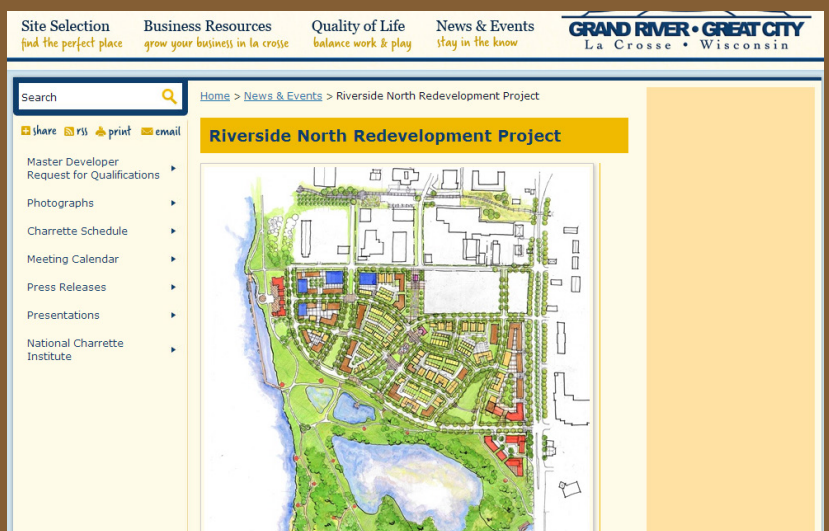 Site Selection
find the perfect place
Business Resources
grow your business in la crosse
Quality of Life
balance work & play
News & Events
stay in the know
GRAND RIVER • GREAT CITY
La Crosse • Wisconsin
Search
share rss print email
Master Developer
Request for Qualifications
Photographs
Charrette Schedule
Meeting Calendar
Press Releases
Presentations
National Charrette
Institute
Home > News & Events > Riverside North Redevelopment Project
Riverside North Redevelopment Project